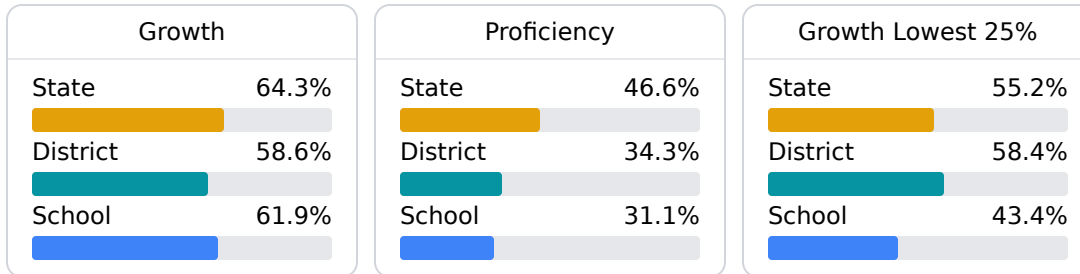 Growth
State 64.3%
District 58.6%
School 61.9%
Proficiency
State 46.6%
District 34.3%
School 31.1%
Growth Lowest 25%
State 55.2%
District 58.4%
School 43.4%